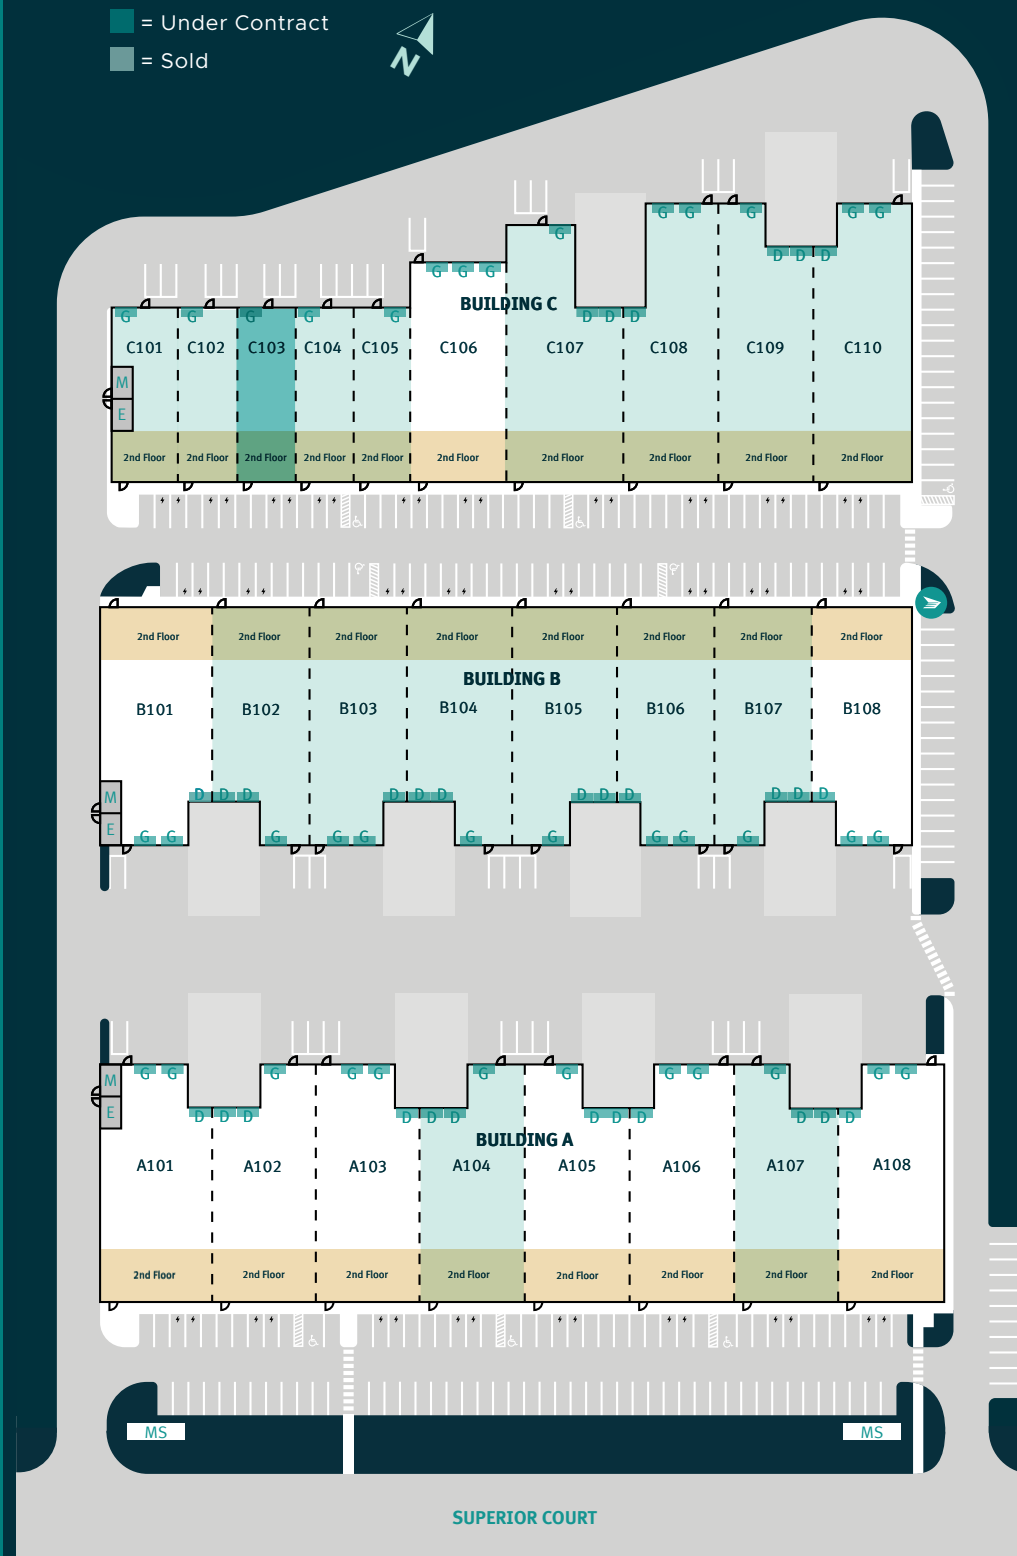 = Under Contract
= Sold
N
G G G
D D D
G G G G G G
BUILDING C
G G G G G
D D D
C101 C102 C103 C104 C105 C106 C107 C108 C109 C110
M
E
2nd Floor 2nd Floor 2nd Floor 2nd Floor 2nd Floor 2nd Floor 2nd Floor 2nd Floor 2nd Floor 2nd Floor
2nd Floor 2nd Floor 2nd Floor 2nd Floor 2nd Floor 2nd Floor 2nd Floor 2nd Floor
BUILDING B
B101 B102 B103 B104 B105 B106 B107 B108
M D D D D D D D D D D D D
E G G G G G G G G G G G G
M G G G G G G G G G G G G
E D D D D D D D D D D D D
BUILDING A
A101 A102 A103 A104 A105 A106 A107 A108
2nd Floor 2nd Floor 2nd Floor 2nd Floor 2nd Floor 2nd Floor 2nd Floor 2nd Floor
MS MS
SUPERIOR COURT